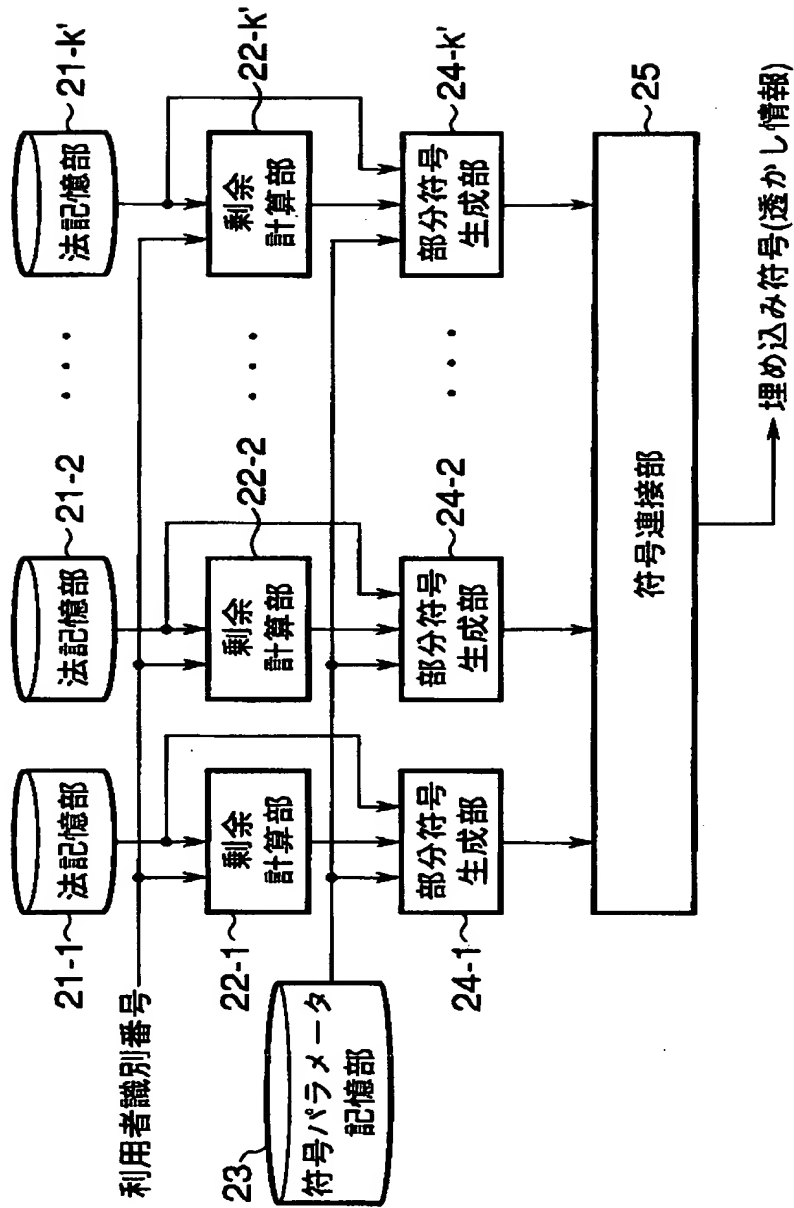 21-1
法記憶部
21-2
法記憶部
. . .
21-k'
法記憶部
利用者識別番号
22-1
剰余
計算部
22-2
剰余
計算部
. . .
22-k'
剰余
計算部
23
符号パラメータ
記憶部
24-1
部分符号
生成部
24-2
部分符号
生成部
. . .
24-k'
部分符号
生成部
25
符号連接部
埋め込み符号(透かし情報)